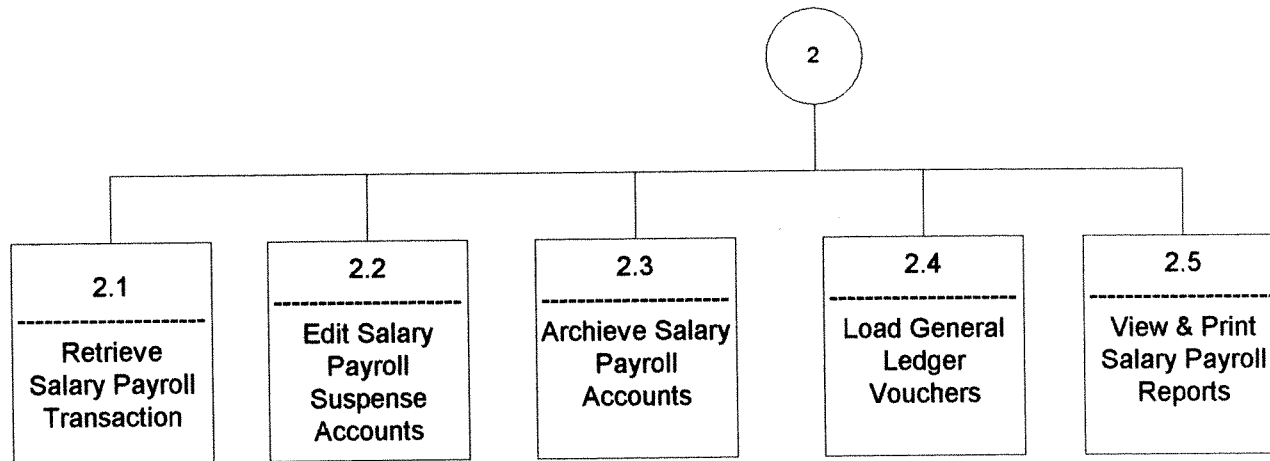 2
2.1
Retrieve
Salary Payroll
Transaction
2.2
Edit Salary
Payroll
Suspense
Accounts
2.3
Archieve Salary
Payroll
Accounts
2.4
Load General
Ledger
Vouchers
2.5
View & Print
Salary Payroll
Reports